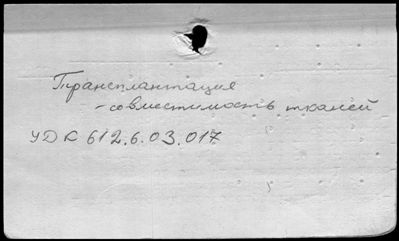 Трансплантация
-совместимость тканей
УДК 612.6.03.017